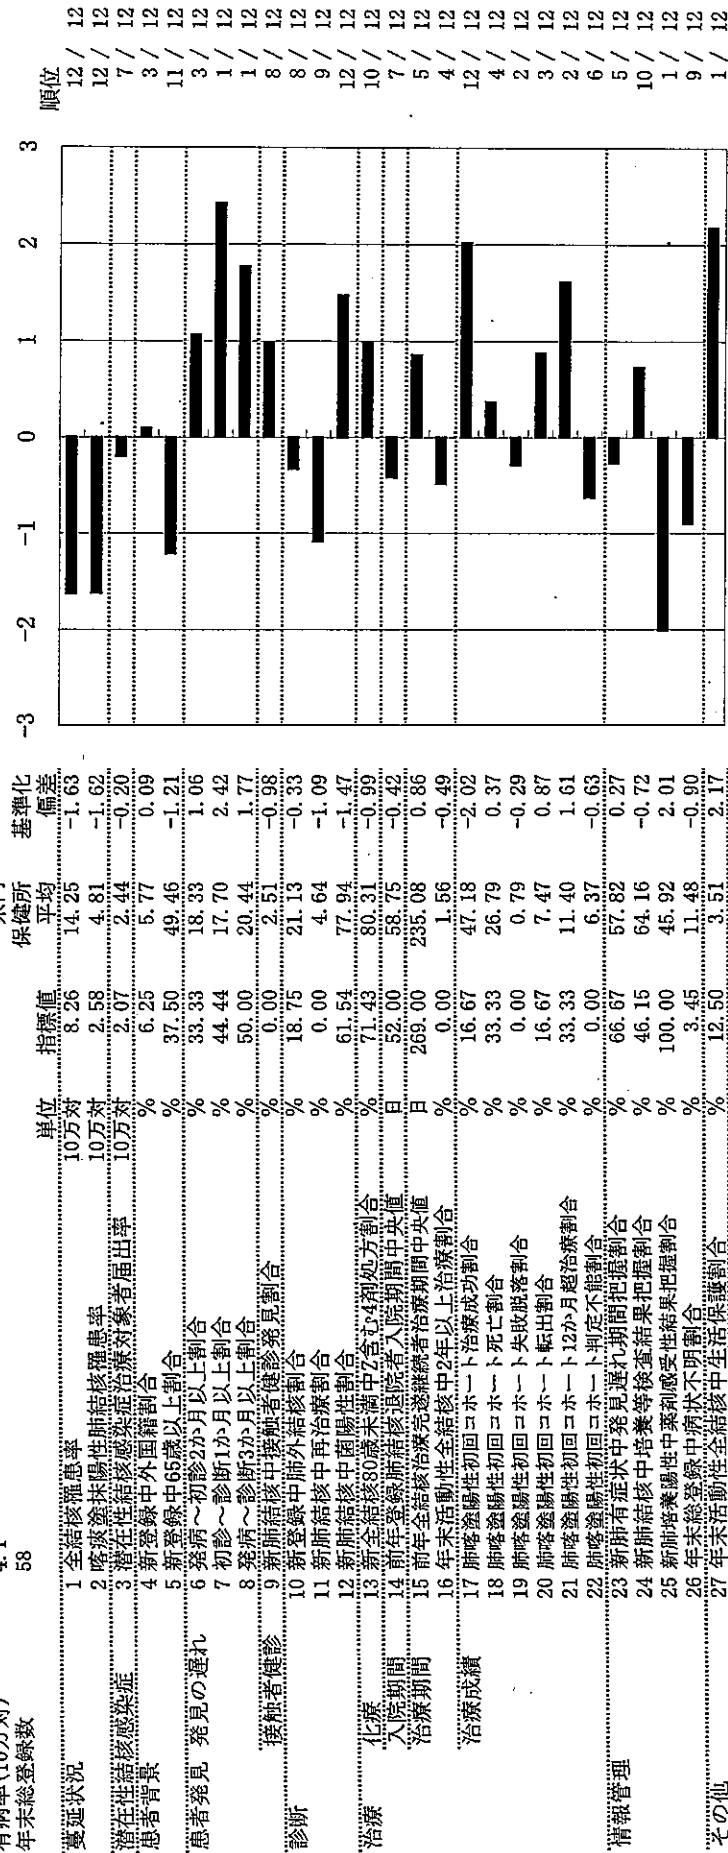 有病率(10万対) 4.1
年末総登録数 58
単位 指標値 保健所平均 基準化偏差 -3 -2 -1 0 1 2 3 順位
蔓延状況 1 全結核罹患率 10万対 8.26 14.25 -1.63 12 / 12
2 喀痰塗抹陽性肺結核罹患率 10万対 2.58 4.81 -1.62 12 / 12
潜在性結核感染症 3 潜在性結核感染症治療対象者届出率 10万対 2.07 2.44 -0.20 7 / 12
患者背景 4 新登録中外国籍割合 % 6.25 5.77 0.09 3 / 12
5 新登録中65歳以上割合 % 37.50 49.46 -1.21 11 / 12
患者発見 発見の遅れ 6 発病~初診2か月以上割合 % 33.33 18.33 1.06 3 / 12
7 初診~診断1か月以上割合 % 44.44 17.70 2.42 1 / 12
8 発病~診断3か月以上割合 % 50.00 20.44 1.77 1 / 12
接触者健診 9 新肺結核中接触者健診発見割合 % 0.00 2.51 -0.98 8 / 12
診断 10 新登録中肺外結核割合 % 18.75 21.13 -0.33 8 / 12
11 新肺結核中再治療割合 % 0.00 4.64 -1.09 9 / 12
12 新肺結核中菌陽性割合 % 61.54 77.94 -1.47 12 / 12
治療 化療 13 新全結核80歳未満中Z含む4剤処方割合 % 71.43 80.31 -0.99 10 / 12
入院期間 14 前年登録肺結核退院者入院期間中央値 日 52.00 58.75 -0.42 7 / 12
治療期間 15 前年全結核治療完遂継続者治療期間中央値 日 269.00 235.08 0.86 5 / 12
16 年末活動性全結核中2年以上治療割合 % 0.00 1.56 -0.49 4 / 12
治療成績 17 肺喀塗陽性初回コホート治療成功割合 % 16.67 47.18 -2.02 12 / 12
18 肺喀塗陽性初回コホート死亡割合 % 33.33 26.79 0.37 4 / 12
19 肺喀塗陽性初回コホート失敗脱落割合 % 0.00 0.79 -0.29 2 / 12
20 肺喀塗陽性初回コホート転出割合 % 16.67 7.47 0.87 3 / 12
21 肺喀塗陽性初回コホート12か月超治療割合 % 33.33 11.40 1.61 2 / 12
22 肺喀塗陽性初回コホート判定不能割合 % 0.00 6.37 -0.63 6 / 12
情報管理 23 新肺有症状中発見遅れ期間把握割合 % 66.67 57.82 0.27 5 / 12
24 新肺結核中培養等検査結果把握割合 % 46.15 64.16 -0.72 10 / 12
25 新肺培養陽性中薬剤感受性結果把握割合 % 100.00 45.92 2.01 1 / 12
26 年末総登録中病状不明割合 % 3.45 11.48 -0.90 9 / 12
その他 27 年末活動性全結核中生活保護割合 % 12.50 3.51 2.17 1 / 12